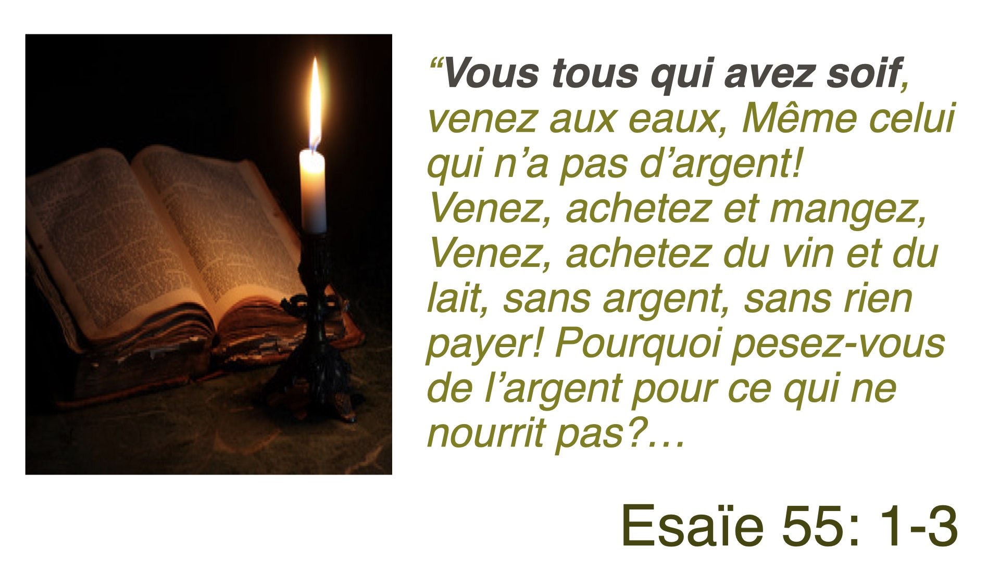 “Vous tous qui avez soif,
venez aux eaux, Même celui
qui n’a pas d’argent!
Venez, achetez et mangez,
Venez, achetez du vin et du
lait, sans argent, sans rien
payer! Pourquoi pesez-vous
de l’argent pour ce qui ne
nourrit pas?…
Esaïe 55: 1-3